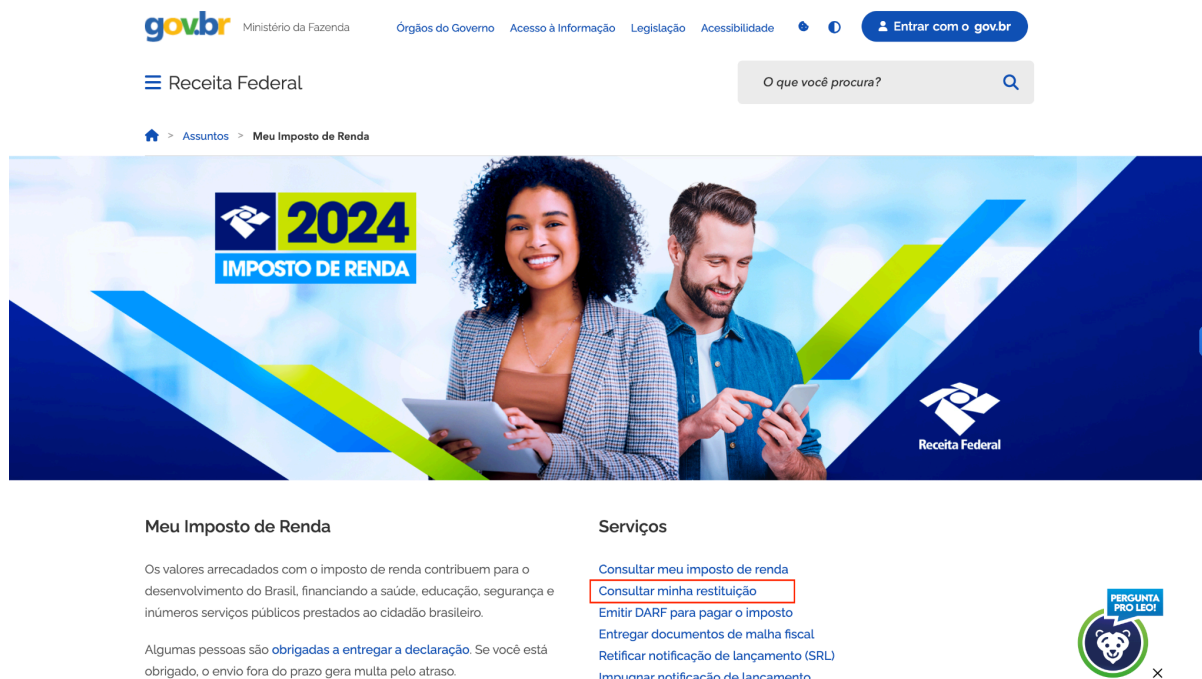 gov.br Ministério da Fazenda Órgãos do Governo Acesso à Informação Legislação Acessibilidade Entrar com o gov.br
Receita Federal
O que você procura?
> Assuntos > Meu Imposto de Renda
2024
IMPOSTO DE RENDA
Receita Federal
Meu Imposto de Renda
Os valores arrecadados com o imposto de renda contribuem para o
desenvolvimento do Brasil, financiando a saúde, educação, segurança e
inúmeros serviços públicos prestados ao cidadão brasileiro.
Algumas pessoas são obrigadas a entregar a declaração. Se você está
obrigado, o envio fora do prazo gera multa pelo atraso.
Serviços
Consultar meu imposto de renda
Consultar minha restituição
Emitir DARF para pagar o imposto
Entregar documentos de malha fiscal
Retificar notificação de lançamento (SRL)
Impugnar notificação de lançamento
PERGUNTA
PRO LEO!